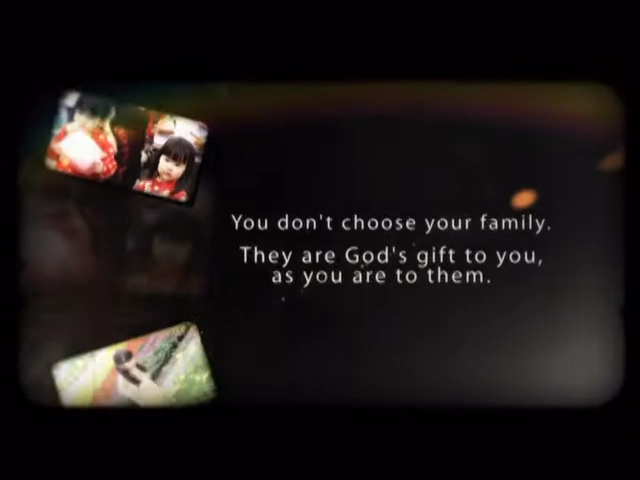 You don't choose your family.
They are God's gift to you,
as you are to them.